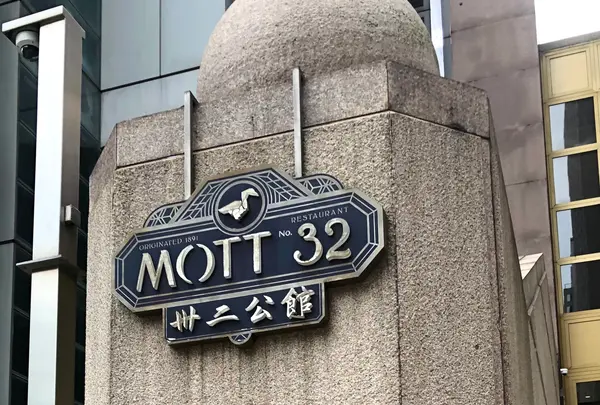 ORIGINATED 1891
RESTAURANT
MOTT No. 32
卅二公館